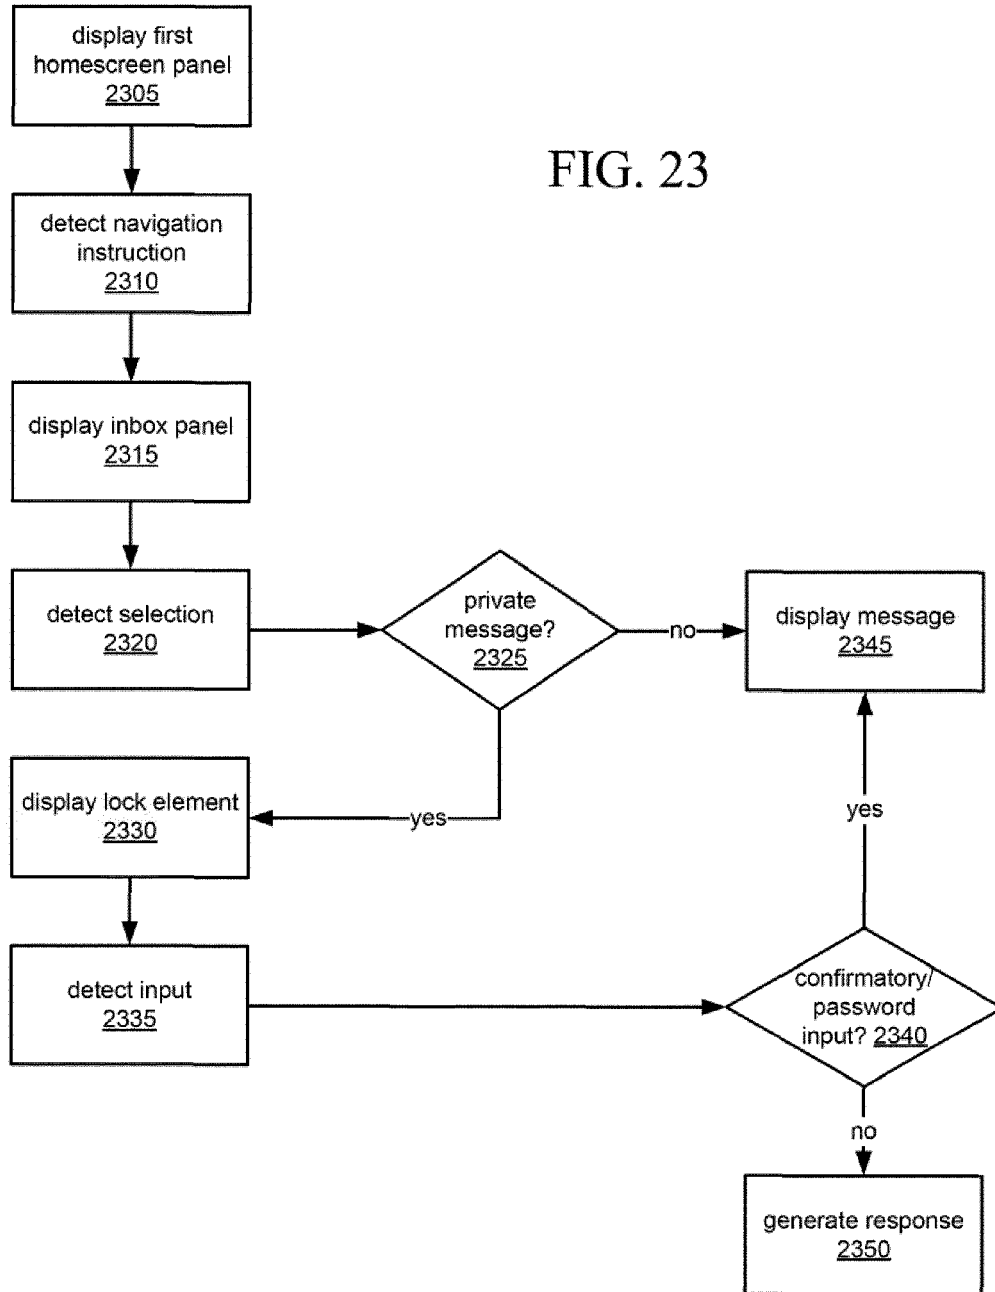 display first
homescreen panel
2305
FIG. 23
detect navigation
instruction
2310
display inbox panel
2315
detect selection
2320
private
message?
2325
no
display message
2345
display lock element
2330
yes
yes
detect input
2335
confirmatory/
password
input? 2340
no
generate response
2350